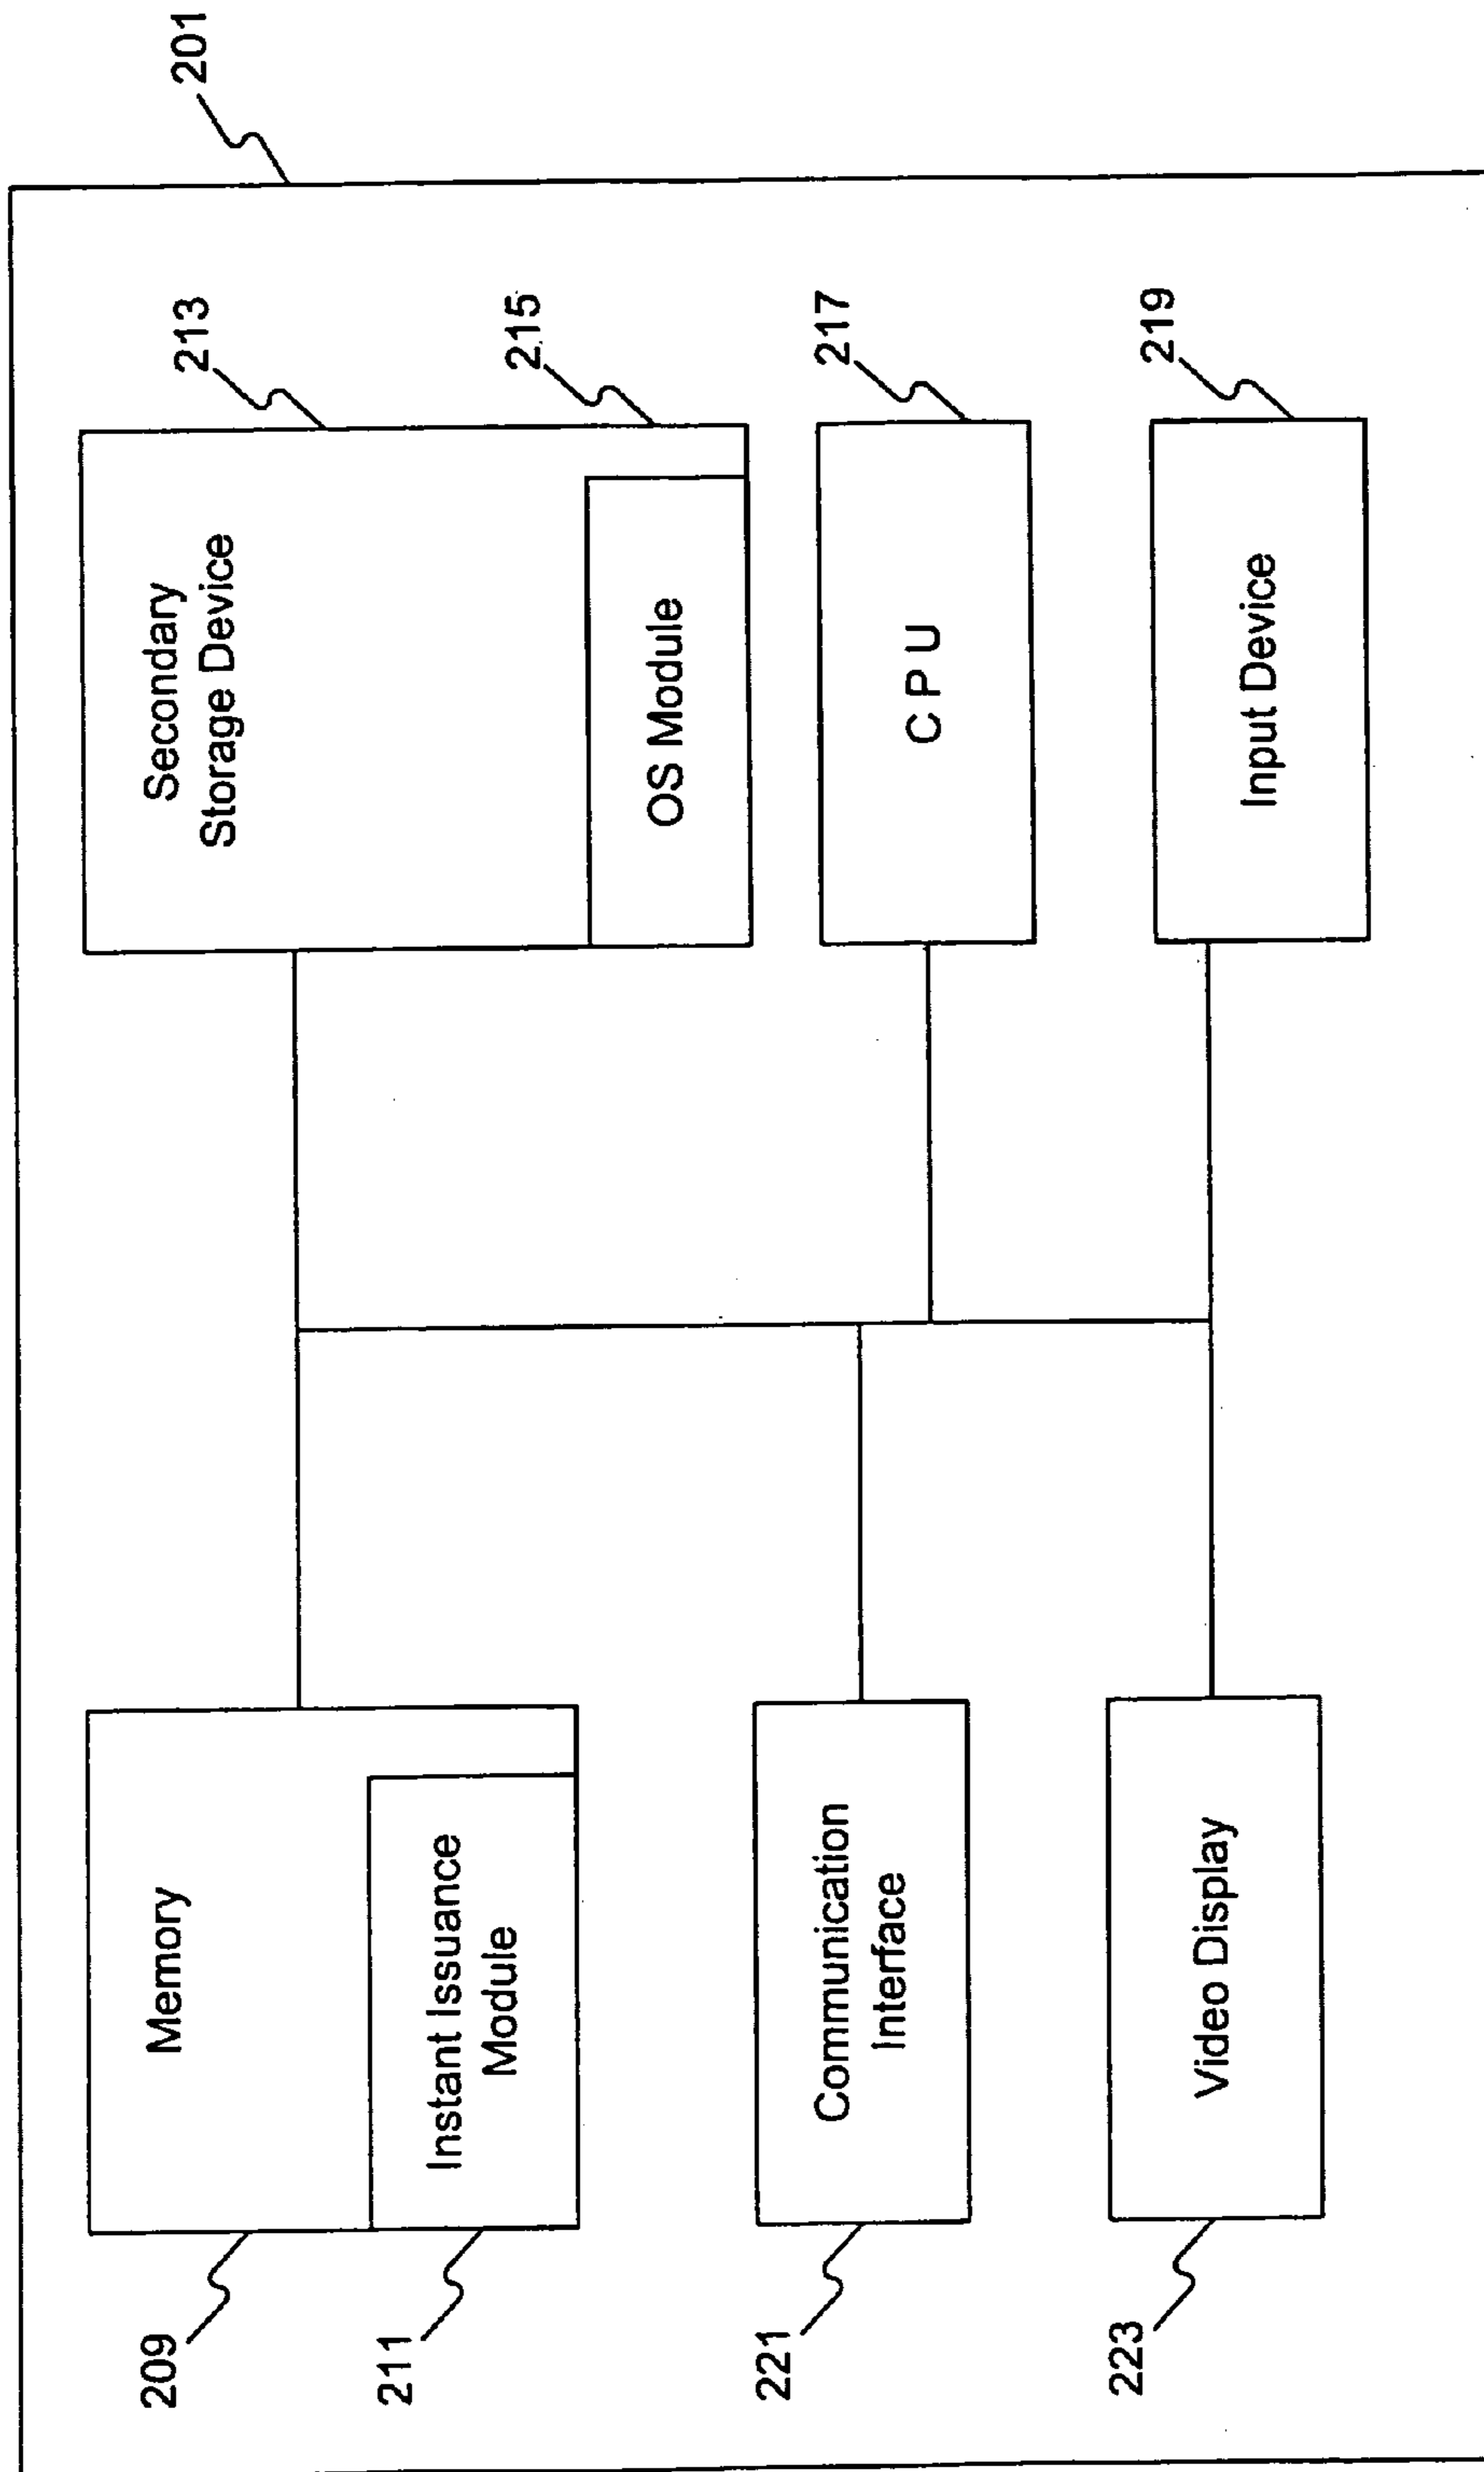 201
209
Memory
211
Instant Issuance
Module
221
Communication
Interface
223
Video Display
213
Secondary
Storage Device
215
OS Module
217
C P U
219
Input Device